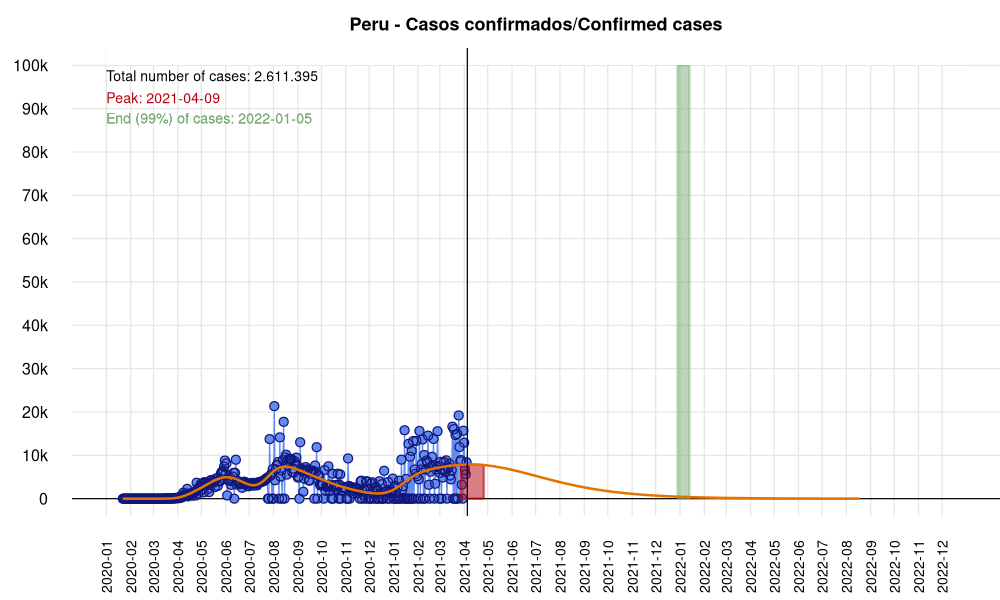 Peru - Casos confirmados/Confirmed cases
Total number of cases: 2.611.395
Peak: 2021-04-09
End (99%) of cases: 2022-01-05
100k
90k
80k
70k
60k
50k
40k
30k
20k
10k
0
2020-01
2020-02
2020-03
2020-04
2020-05
2020-06
2020-07
2020-08
2020-09
2020-10
2020-11
2020-12
2021-01
2021-02
2021-03
2021-04
2021-05
2021-06
2021-07
2021-08
2021-09
2021-10
2021-11
2021-12
2022-01
2022-02
2022-03
2022-04
2022-05
2022-06
2022-07
2022-08
2022-09
2022-10
2022-11
2022-12